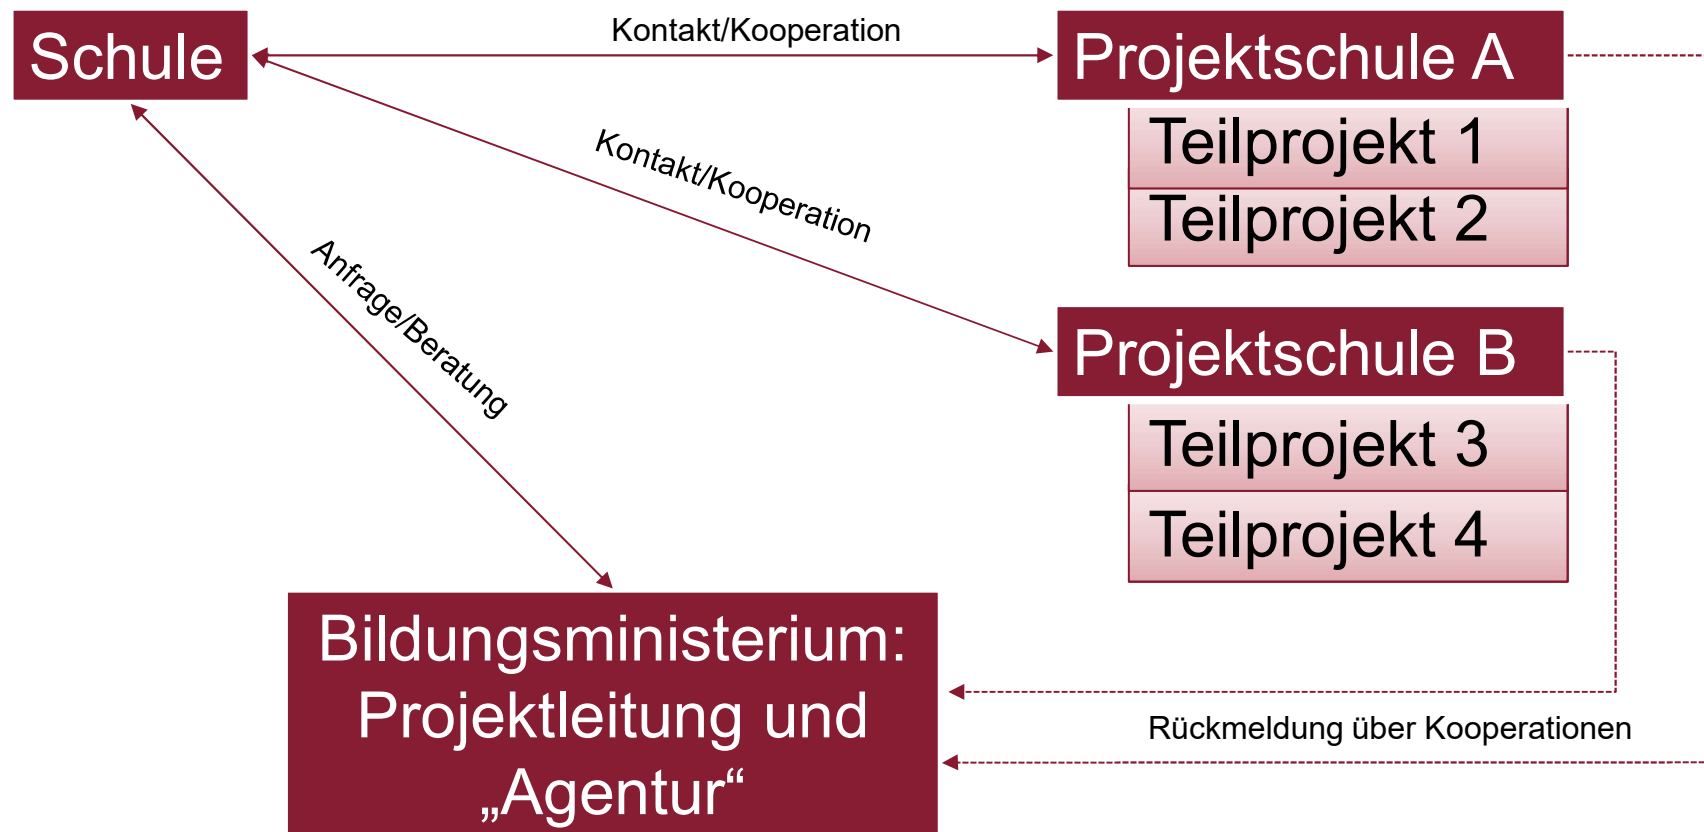 Schule
Kontakt/Kooperation
Projektschule A
Teilprojekt 1
Teilprojekt 2
Kontakt/Kooperation
Anfrage/Beratung
Projektschule B
Teilprojekt 3
Teilprojekt 4
Bildungsministerium:
Projektleitung und
„Agentur“
Rückmeldung über Kooperationen